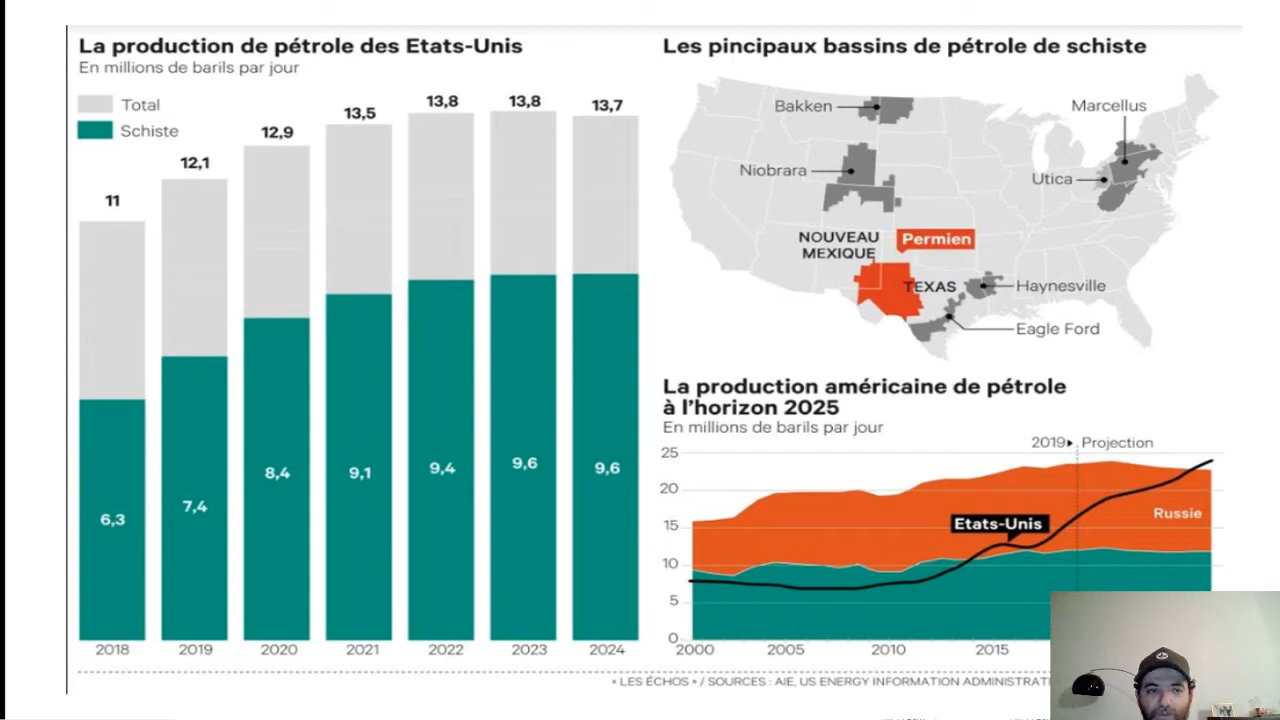 La production de pétrole des Etats-Unis
En millions de barils par jour
Total
Schiste
11
12,1
12,9
13,5
13,8
13,8
13,7
6,3
7,4
8,4
9,1
9,4
9,6
9,6
2018
2019
2020
2021
2022
2023
2024
Les pincipaux bassins de pétrole de schiste
Bakken
Marcellus
Niobrara
Utica
NOUVEAU
MEXIQUE
Permien
TEXAS
Haynesville
Eagle Ford
La production américaine de pétrole
à l'horizon 2025
En millions de barils par jour
2019 Projection
25
20
15
10
5
0
Etats-Unis
Russie
2000
2005
2010
2015
« LES ÉCHOS » / SOURCES : AIE, US ENERGY INFORMATION ADMINISTRATI